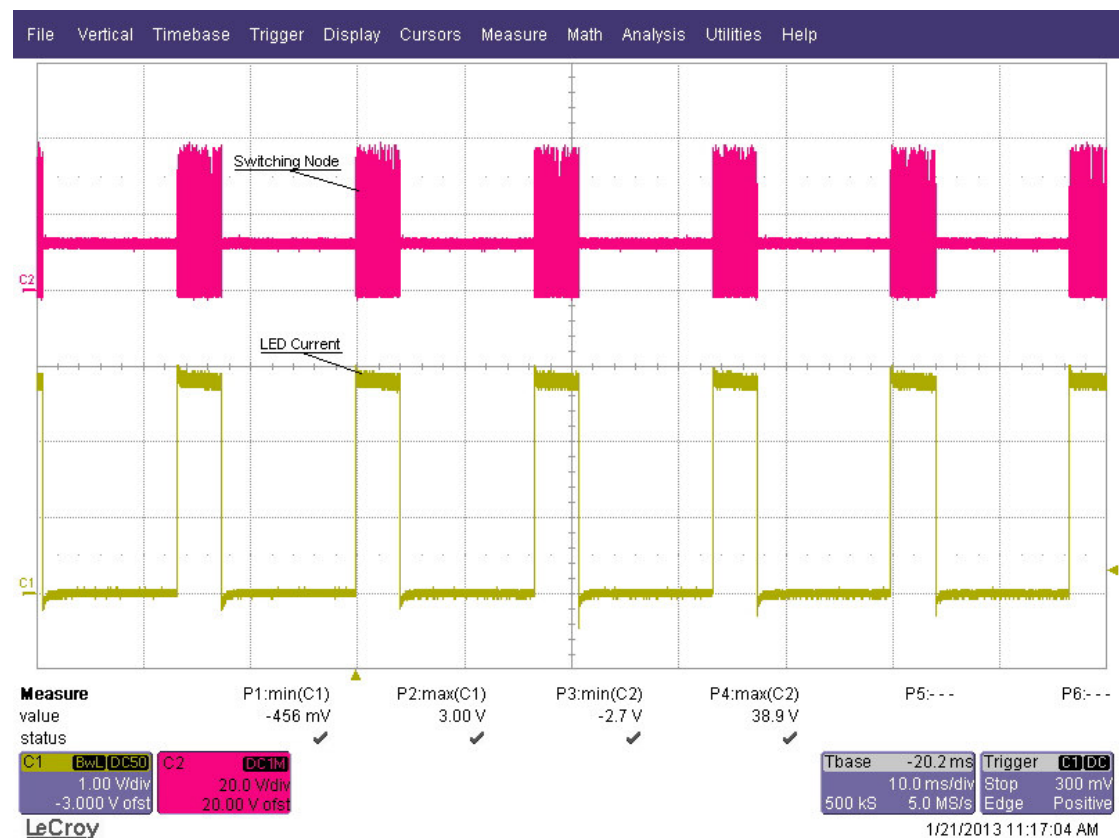 File Vertical Timebase Trigger Display Cursors Measure Math Analysis Utilities Help
Switching Node
C2
LED Current
C1
Measure P1:min(C1) P2:max(C1) P3:min(C2) P4:max(C2) P5:--- P6:---
value -456 mV 3.00 V -2.7 V 38.9 V
status
C1 BwL DC50 C2 DC1M Tbase -20.2 ms Trigger C1 DC
1.00 V/div 20.0 V/div 10.0 ms/div Stop 300 mV
-3.000 V ofst 20.00 V ofst 500 kS 5.0 MS/s Edge Positive
LeCroy 1/21/2013 11:17:04 AM